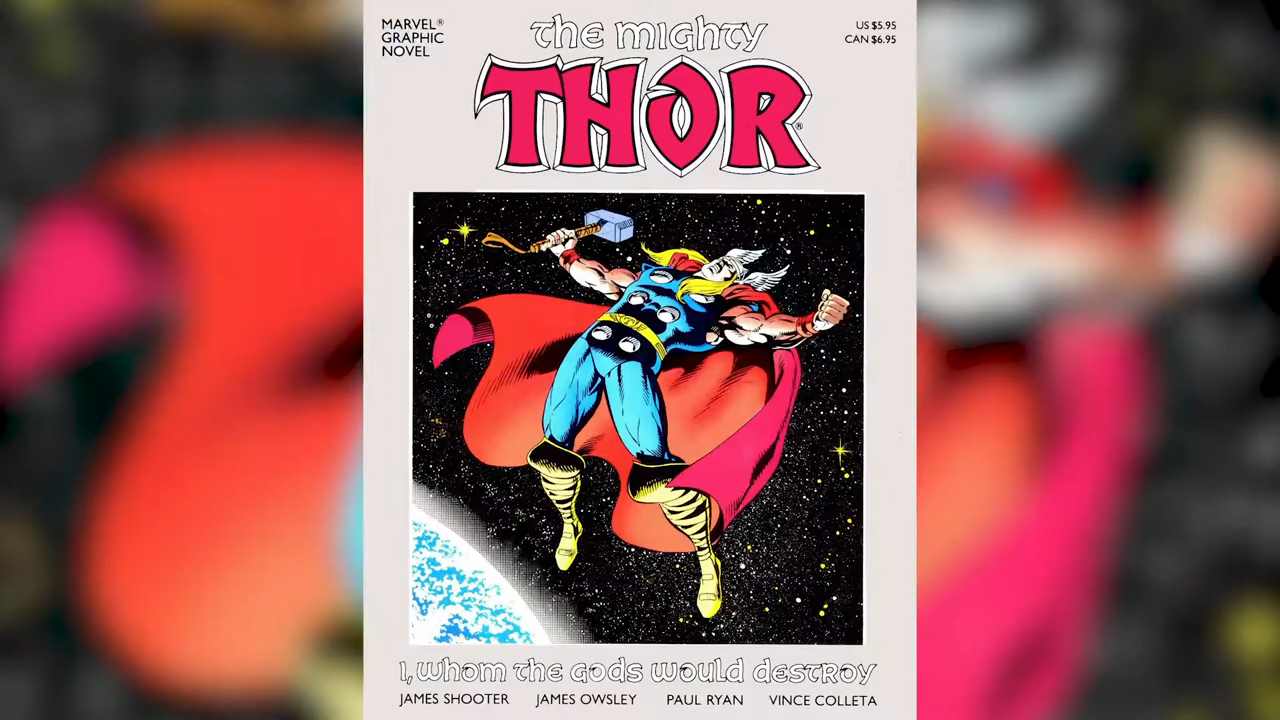 MARVEL®
GRAPHIC
NOVEL
the mighty
THOR®
US $5.95
CAN $6.95
I, whom the gods would destroy
JAMES SHOOTER JAMES OWSLEY PAUL RYAN VINCE COLLETA